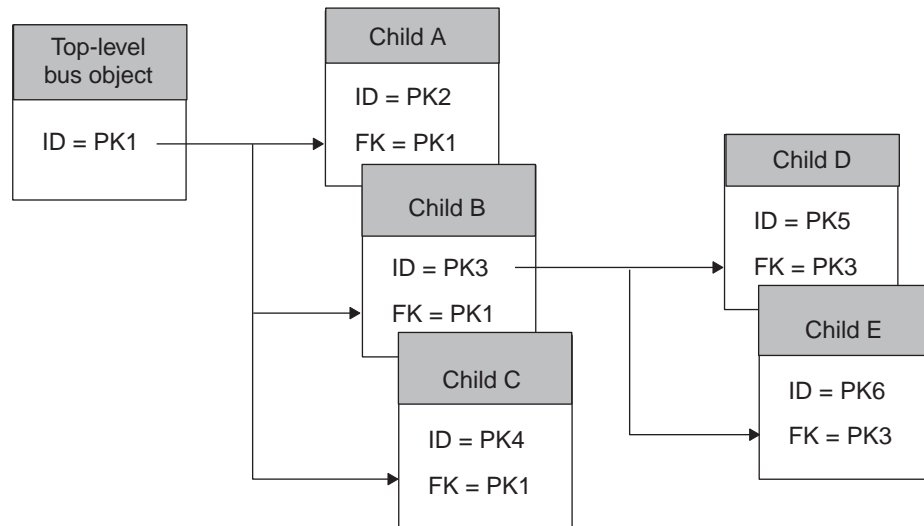 Top-level
bus object
ID = PK1
Child A
ID = PK2
FK = PK1
Child B
ID = PK3
FK = PK1
Child C
ID = PK4
FK = PK1
Child D
ID = PK5
FK = PK3
Child E
ID = PK6
FK = PK3